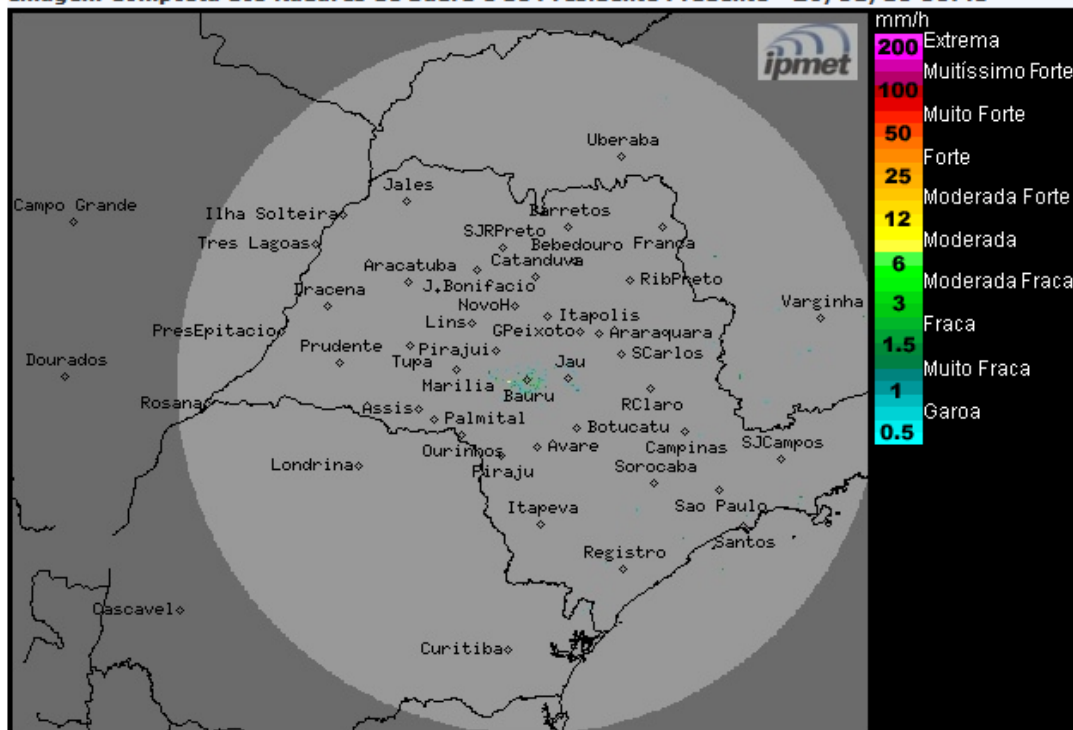 mm/h
ipmet
200 Extrema
Muitíssimo Forte
100
Muito Forte
50
Forte
25
Moderada Forte
12
Moderada
6
Moderada Fraca
3
Fraca
1.5
Muito Fraca
1
Garoa
0.5
Uberaba
Jales
Campo Grande
Ilha Solteira
Barretos
SJRPreto
Tres Lagoas
Bebedouro
Franca
Aracatuba
Catanduva
Dracena
J.Bonifacio
RibPreto
NovoH
Varginha
Lins
Itapolis
PresEpitacio
GPeixoto
Araraquara
Dourados
Prudente
Tupa
Pirajui
Jau
SCarlos
Marilia
Bauru
Rosana
Assis
RClaro
Palmital
Botucatu
Campinas
SJCampos
Ourinhos
Avare
Londrina
Piraju
Sorocaba
Itapeva
Sao Paulo
Santos
Registro
Cascavel
Curitiba